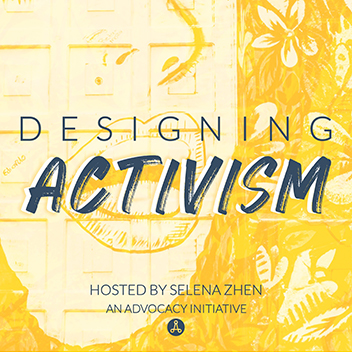 DESIGNING
ACTIVISM
HOSTED BY SELENA ZHEN
AN ADVOCACY INITIATIVE